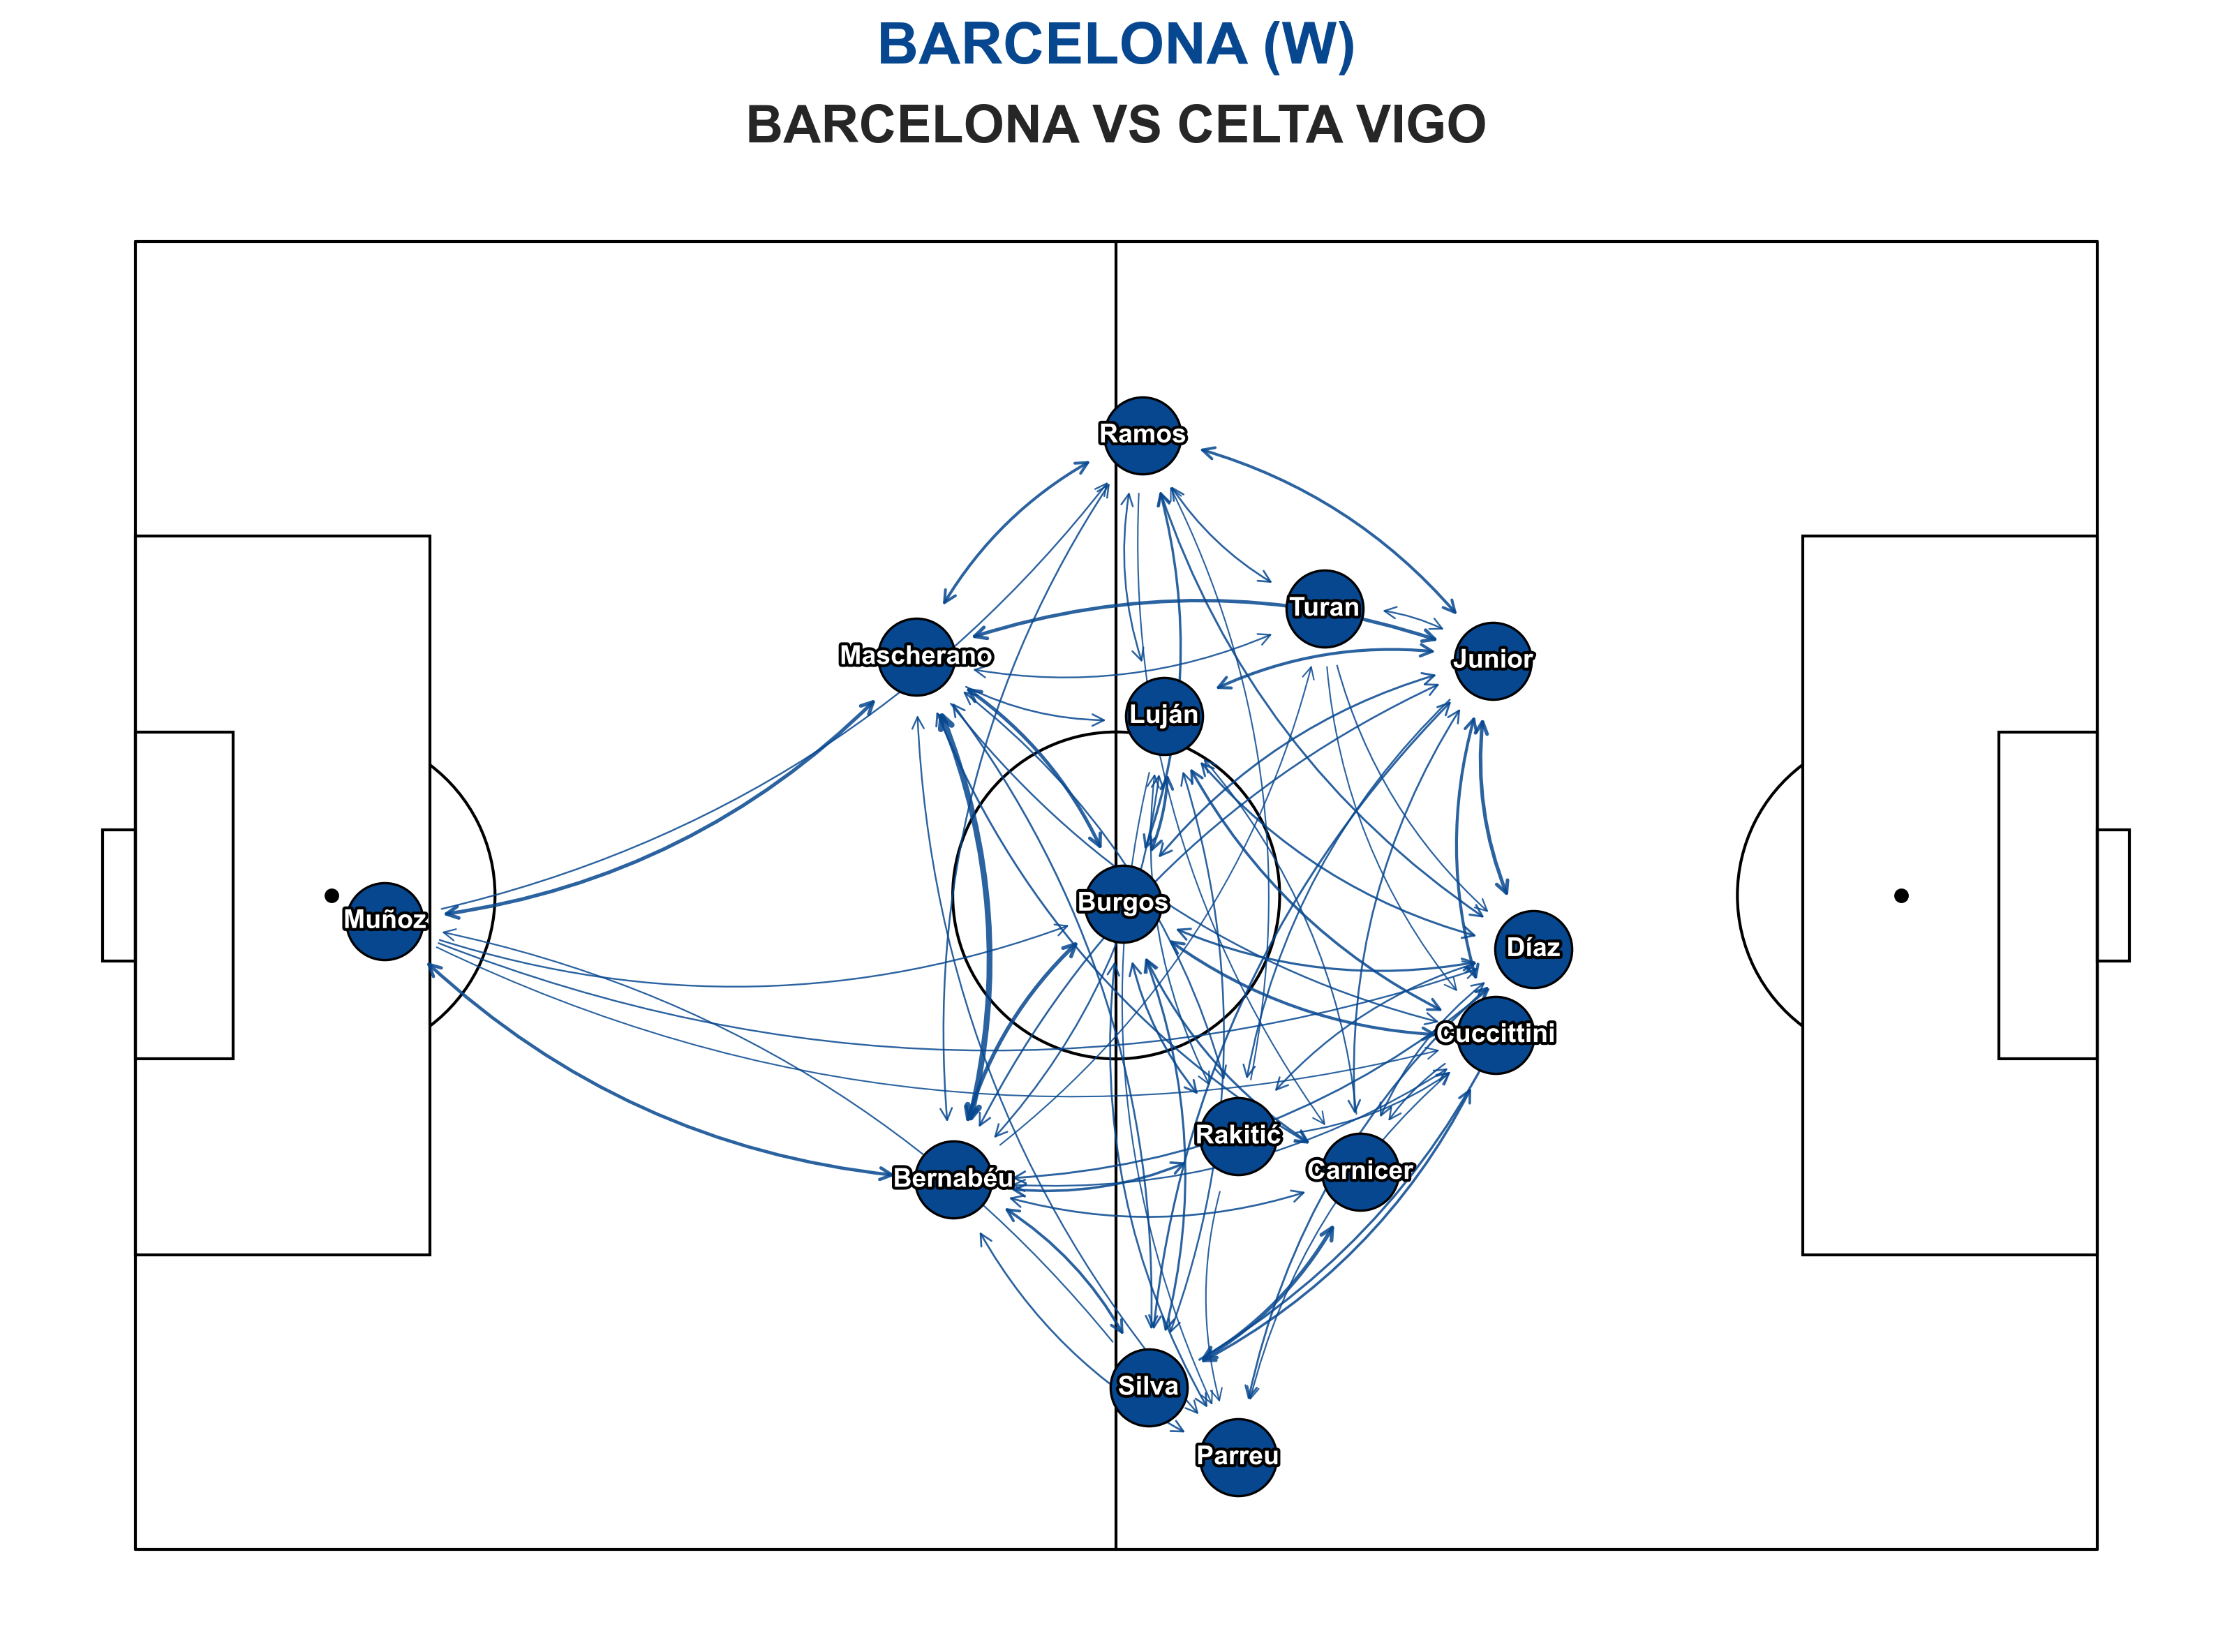 BARCELONA (W)
BARCELONA VS CELTA VIGO
Ramos
Turan
Mascherano
Junior
Luján
Burgos
Muñoz
Díaz
Cuccittini
Rakitić
Carnicer
Bernabéu
Silva
Parreu